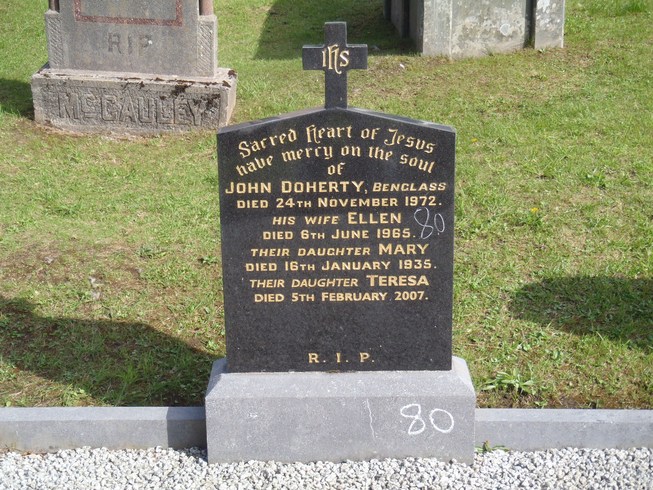 RIP
McCAULEY
IHS
Sacred Heart of Jesus
have mercy on the soul
of
JOHN DOHERTY, BENCLASS
DIED 24TH NOVEMBER 1972.
HIS WIFE ELLEN
DIED 6TH JUNE 1965.
80
THEIR DAUGHTER MARY
DIED 16TH JANUARY 1935.
THEIR DAUGHTER TERESA
DIED 5TH FEBRUARY 2007.
R. I. P.
80